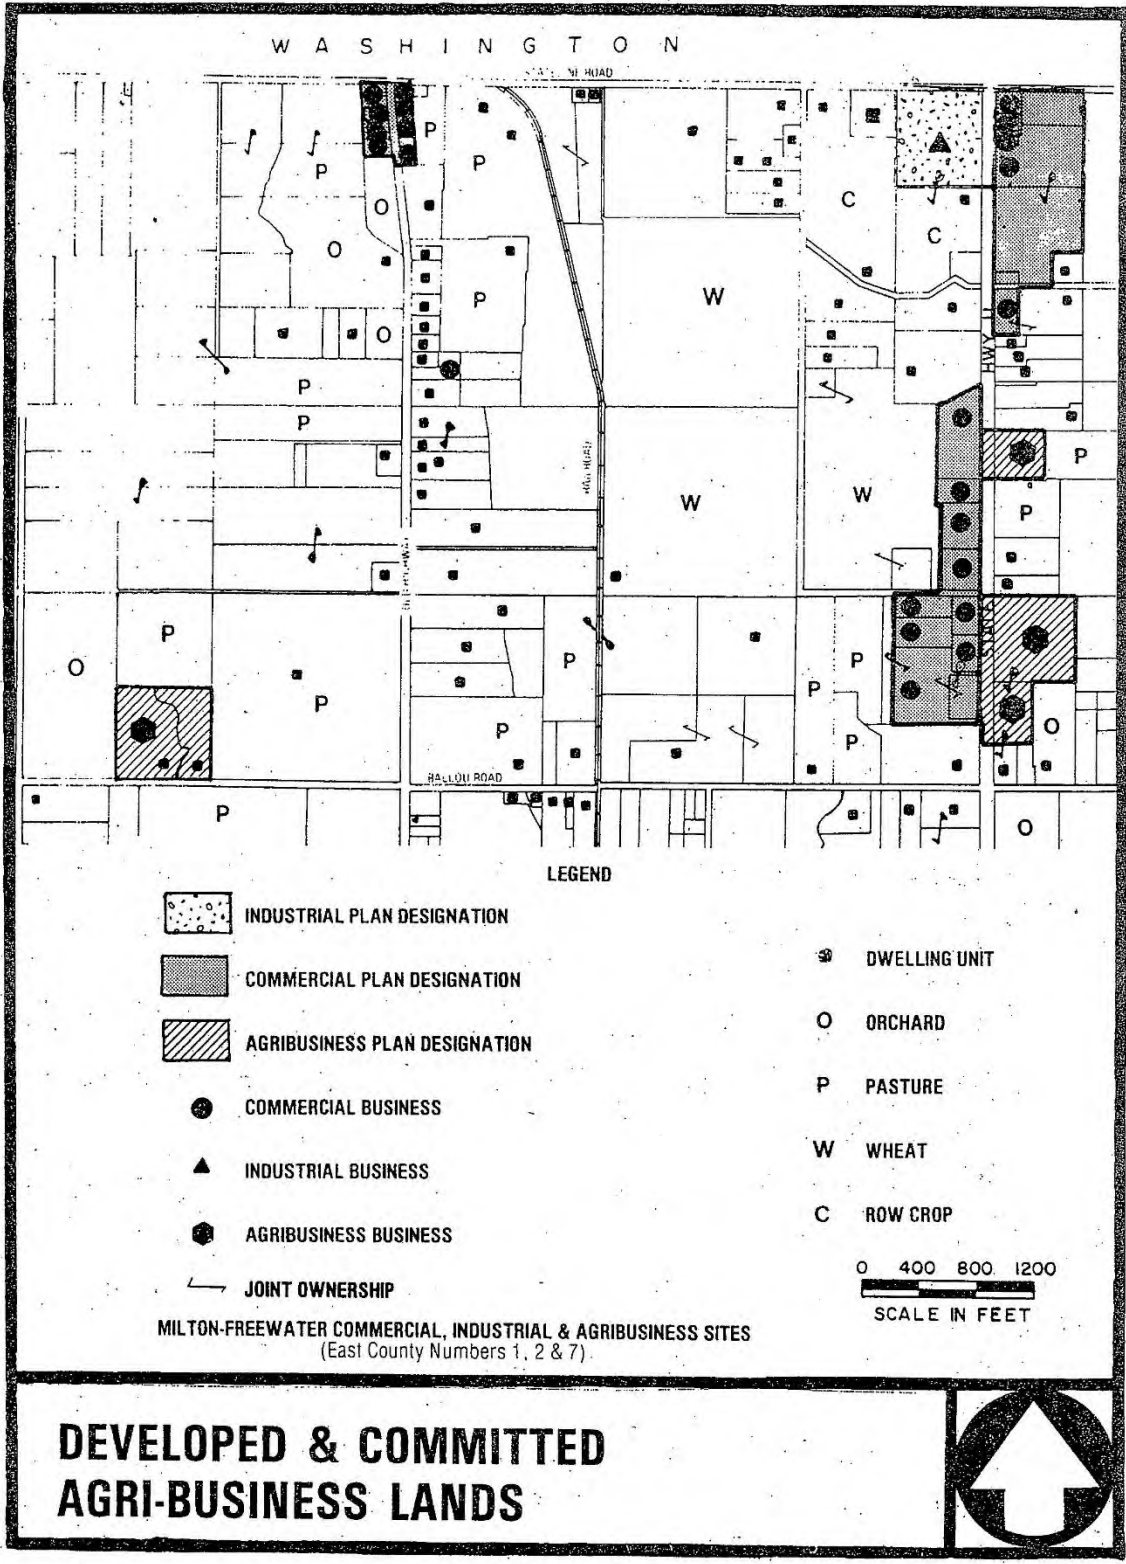 WASHINGTON
ROAD
P
P
P
O
C
C
O
P
W
O
HWY
P
P
P
W
W
P
P
P
P
O
P
P
P
P
P
O
BALLOU ROAD
P
O
LEGEND
INDUSTRIAL PLAN DESIGNATION
COMMERCIAL PLAN DESIGNATION
AGRIBUSINESS PLAN DESIGNATION
COMMERCIAL BUSINESS
INDUSTRIAL BUSINESS
AGRIBUSINESS BUSINESS
JOINT OWNERSHIP
DWELLING UNIT
O ORCHARD
P PASTURE
W WHEAT
C ROW CROP
0 400 800 1200
SCALE IN FEET
MILTON-FREEWATER COMMERCIAL, INDUSTRIAL & AGRIBUSINESS SITES
(East County Numbers 1, 2 & 7)
DEVELOPED & COMMITTED
AGRI-BUSINESS LANDS